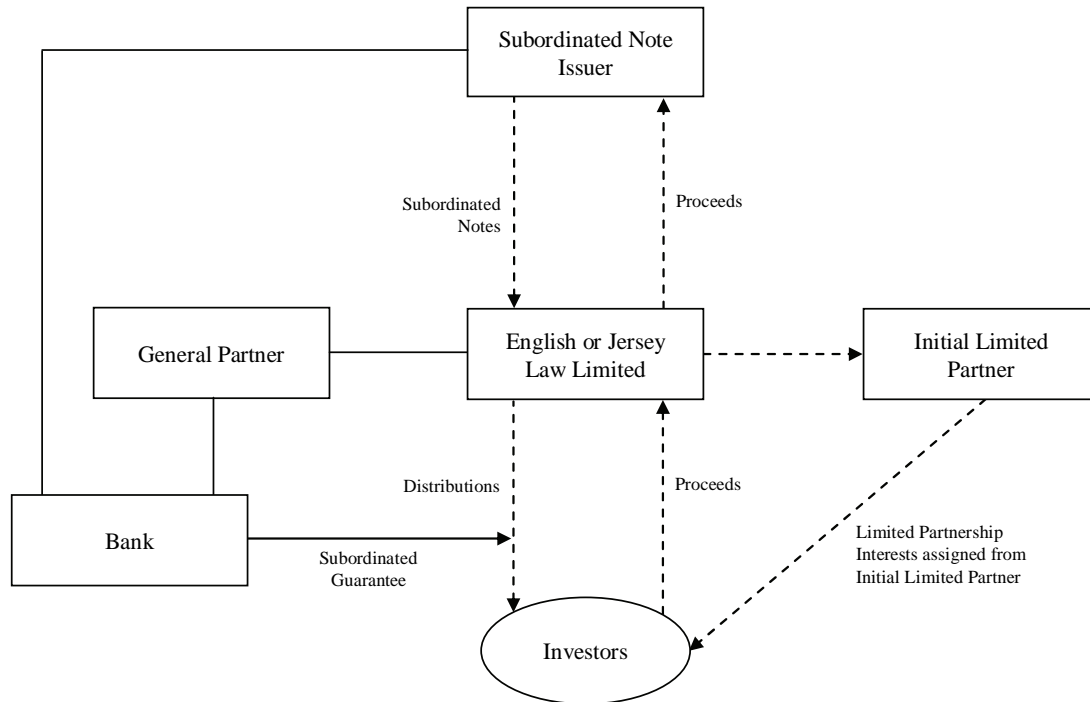 Subordinated Note
Issuer
Subordinated
Notes
Proceeds
General Partner
English or Jersey
Law Limited
Initial Limited
Partner
Distributions
Proceeds
Bank
Subordinated
Guarantee
Limited Partnership
Interests assigned from
Initial Limited Partner
Investors